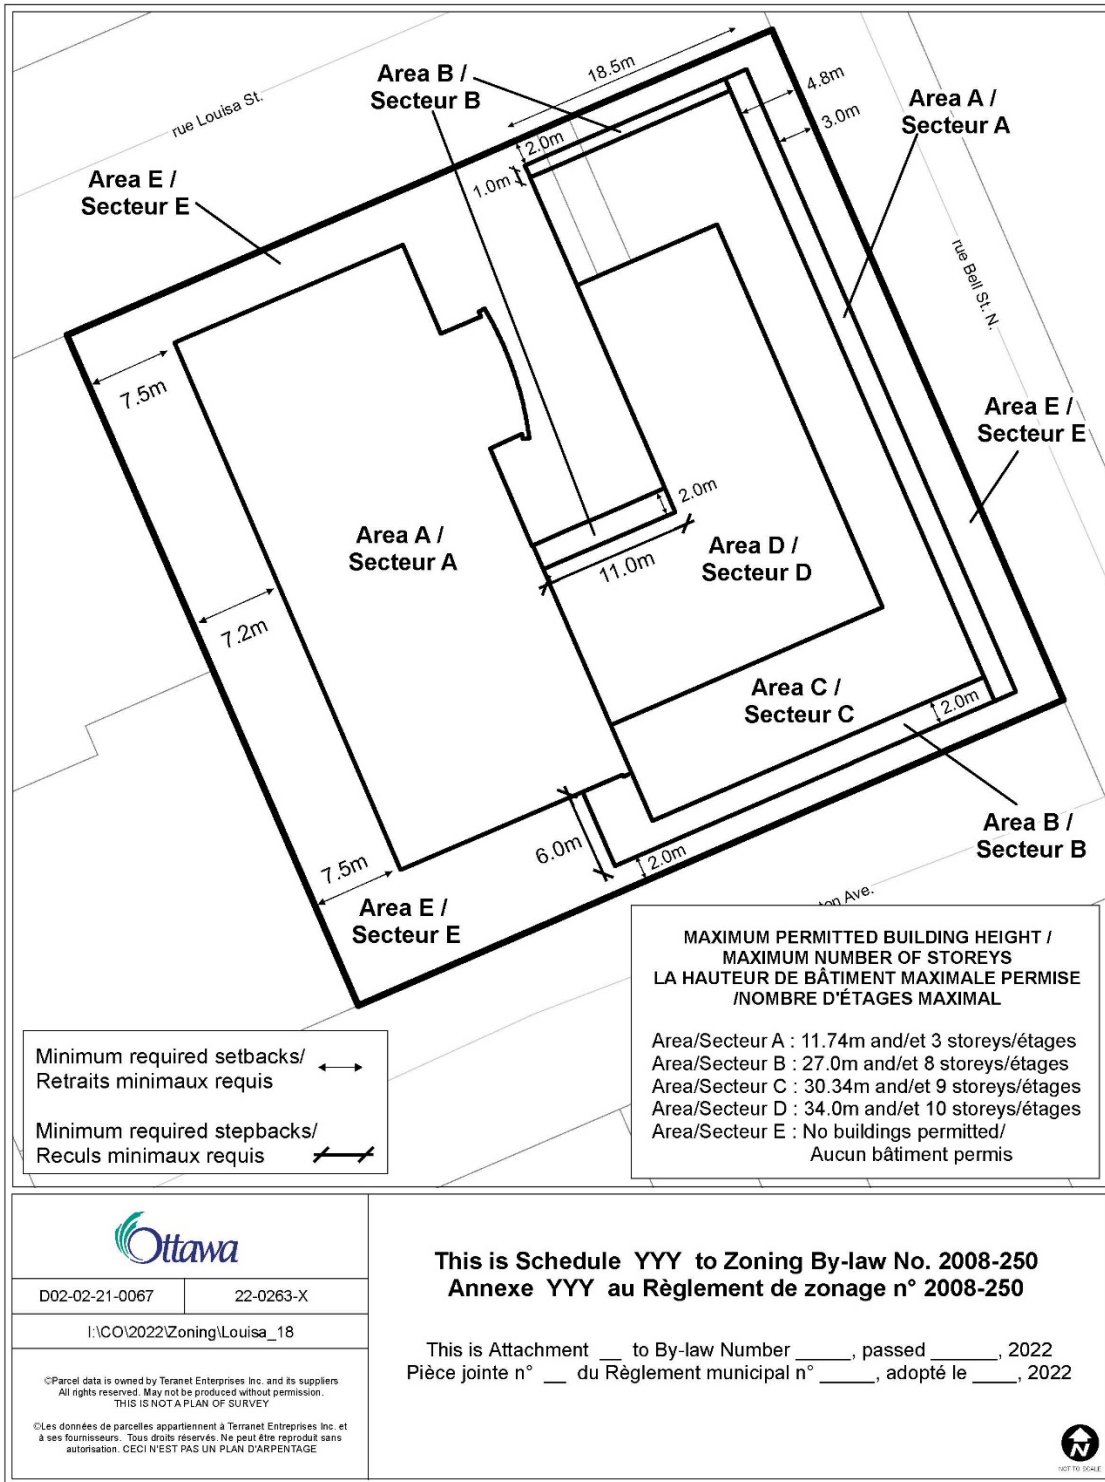 rue Louisa St.
Area B /
Secteur B
18.5m
4.8m
3.0m
Area A /
Secteur A
2.0m
1.0m
Area E /
Secteur E
rue Bell St. N.
7.5m
Area E /
Secteur E
2.0m
Area A /
Secteur A
11.0m
Area D /
Secteur D
7.2m
Area C /
Secteur C
2.0m
Area B /
Secteur B
6.0m
2.0m
7.5m
Area E /
Secteur E
Ave.
MAXIMUM PERMITTED BUILDING HEIGHT /
MAXIMUM NUMBER OF STOREYS
LA HAUTEUR DE BÂTIMENT MAXIMALE PERMISE
/NOMBRE D'ÉTAGES MAXIMAL
Area/Secteur A : 11.74m and/et 3 storeys/étages
Area/Secteur B : 27.0m and/et 8 storeys/étages
Area/Secteur C : 30.34m and/et 9 storeys/étages
Area/Secteur D : 34.0m and/et 10 storeys/étages
Area/Secteur E : No buildings permitted/
Aucun bâtiment permis
Minimum required setbacks/
Retraits minimaux requis
Minimum required stepbacks/
Reculs minimaux requis
Ottawa
D02-02-21-0067 22-0263-X
I:\CO\2022\Zoning\Louisa_18
©Parcel data is owned by Teranet Enterprises Inc. and its suppliers
All rights reserved. May not be produced without permission.
THIS IS NOT A PLAN OF SURVEY
©Les données de parcelles appartiennent à Terranet Entreprises Inc. et
à ses fournisseurs. Tous droits réservés. Ne peut être reproduit sans
autorisation. CECI N'EST PAS UN PLAN D'ARPENTAGE
This is Schedule YYY to Zoning By-law No. 2008-250
Annexe YYY au Règlement de zonage n° 2008-250
This is Attachment __ to By-law Number _____, passed ______, 2022
Pièce jointe n° __ du Règlement municipal n° _____, adopté le ____, 2022
N
NOT TO SCALE